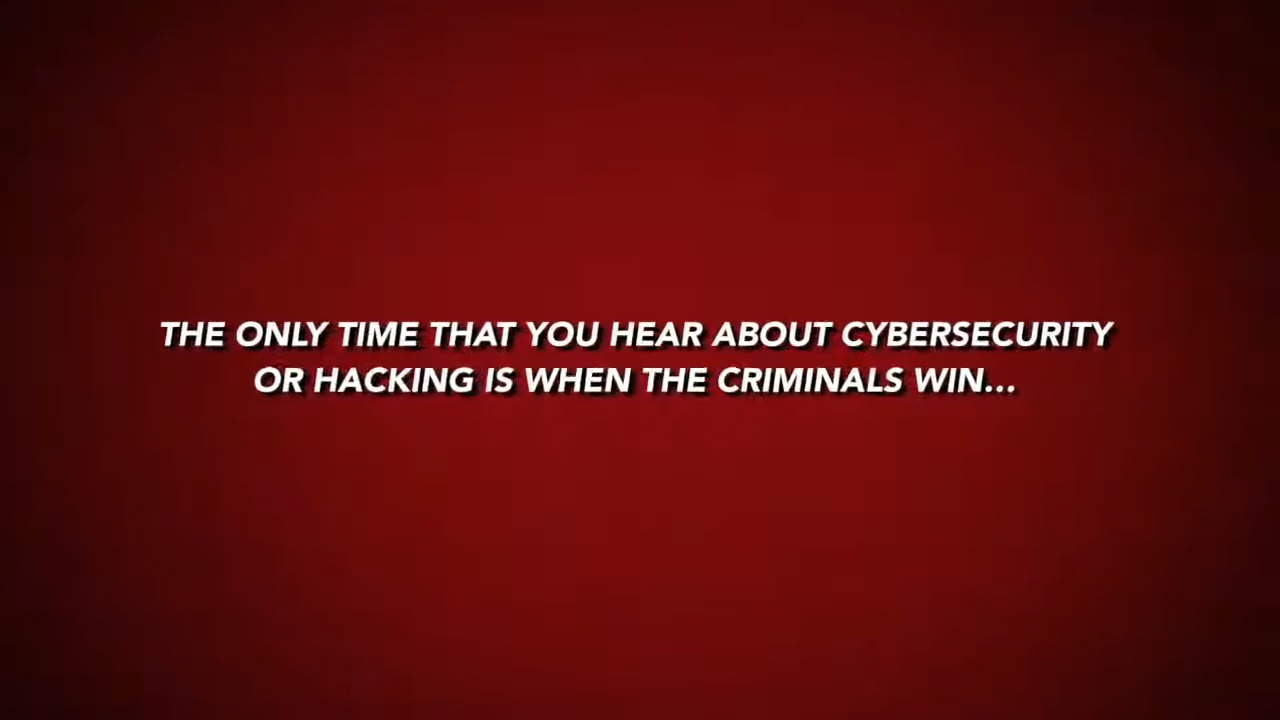 THE ONLY TIME THAT YOU HEAR ABOUT CYBERSECURITY
OR HACKING IS WHEN THE CRIMINALS WIN...